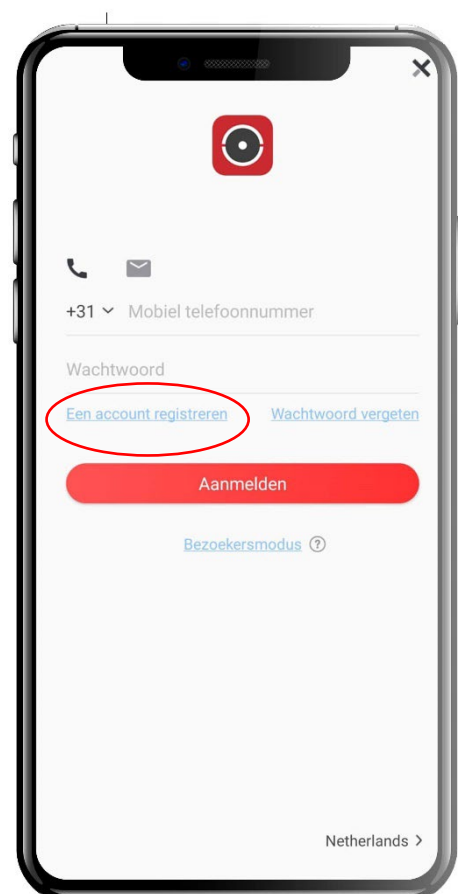 +31 Mobiel telefoonnummer
Wachtwoord
Een account registreren Wachtwoord vergeten
Aanmelden
Bezoekersmodus ?
Netherlands >